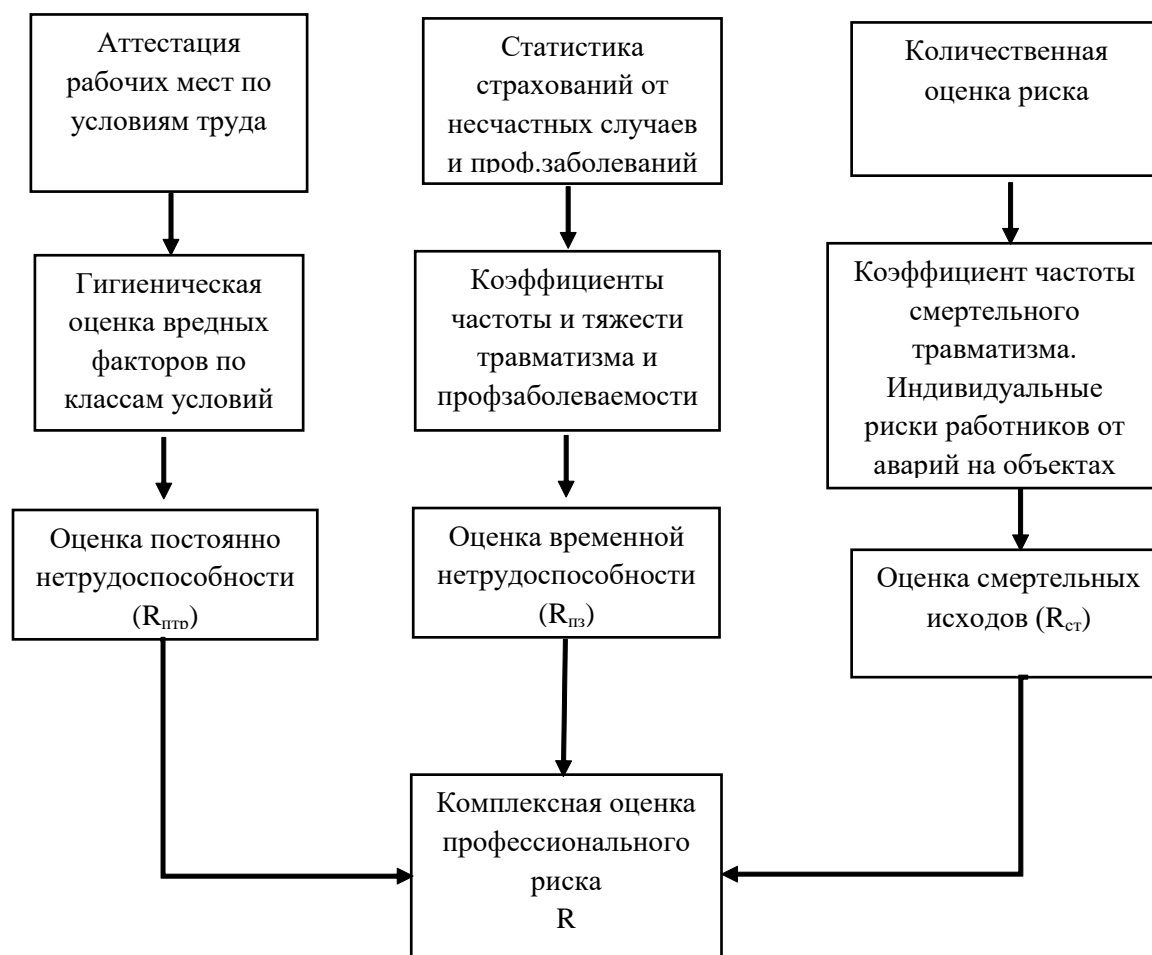 Аттестация
рабочих мест по
условиям труда
Статистика
страхований от
несчастных случаев
и проф.заболеваний
Количественная
оценка риска
Гигиеническая
оценка вредных
факторов по
классам условий
Коэффициенты
частоты и тяжести
травматизма и
профзаболеваемости
Коэффициент частоты
смертельного
травматизма.
Индивидуальные
риски работников от
аварий на объектах
Оценка постоянно
нетрудоспособности
(Rптр)
Оценка временной
нетрудоспособности
(Rпз)
Оценка смертельных
исходов (Rст)
Комплексная оценка
профессионального
риска
R